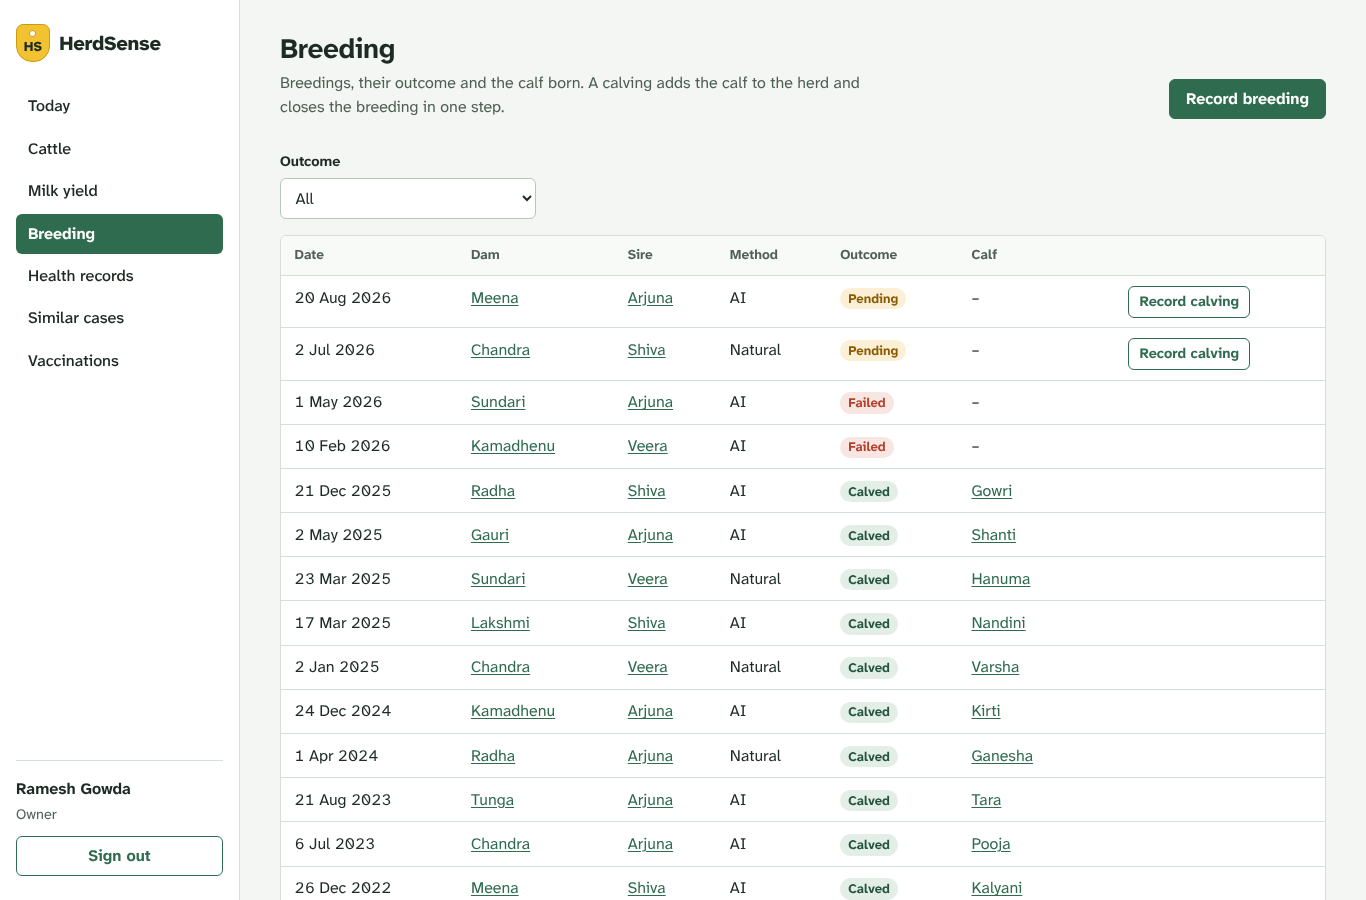 HS HerdSense
Today
Cattle
Milk yield
Breeding
Health records
Similar cases
Vaccinations
Ramesh Gowda
Owner
Sign out
Breeding
Breedings, their outcome and the calf born. A calving adds the calf to the herd and
closes the breeding in one step.
Record breeding
Outcome
All
Date Dam Sire Method Outcome Calf
20 Aug 2026 Meena Arjuna AI Pending – Record calving
2 Jul 2026 Chandra Shiva Natural Pending – Record calving
1 May 2026 Sundari Arjuna AI Failed –
10 Feb 2026 Kamadhenu Veera AI Failed –
21 Dec 2025 Radha Shiva AI Calved Gowri
2 May 2025 Gauri Arjuna AI Calved Shanti
23 Mar 2025 Sundari Veera Natural Calved Hanuma
17 Mar 2025 Lakshmi Shiva AI Calved Nandini
2 Jan 2025 Chandra Veera Natural Calved Varsha
24 Dec 2024 Kamadhenu Arjuna AI Calved Kirti
1 Apr 2024 Radha Arjuna Natural Calved Ganesha
21 Aug 2023 Tunga Arjuna AI Calved Tara
6 Jul 2023 Chandra Arjuna AI Calved Pooja
26 Dec 2022 Meena Shiva AI Calved Kalyani